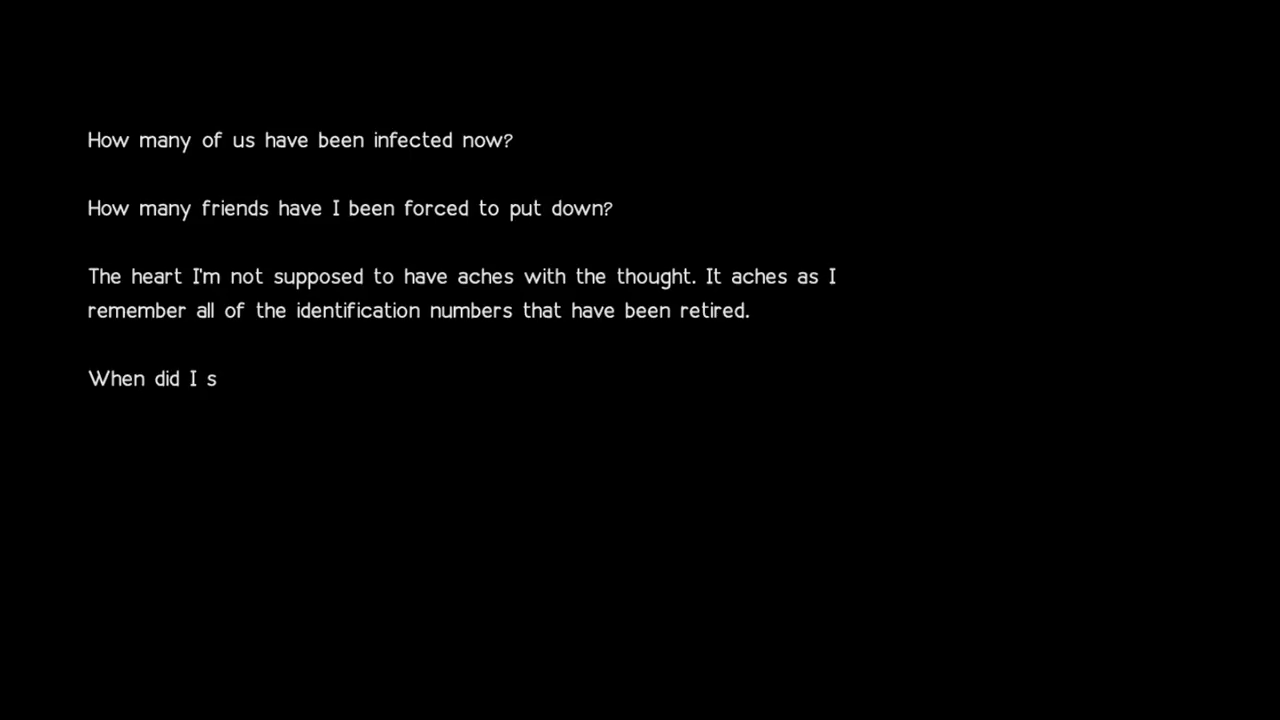 How many of us have been infected now?
How many friends have I been forced to put down?
The heart I'm not supposed to have aches with the thought. It aches as I
remember all of the identification numbers that have been retired.
When did I s